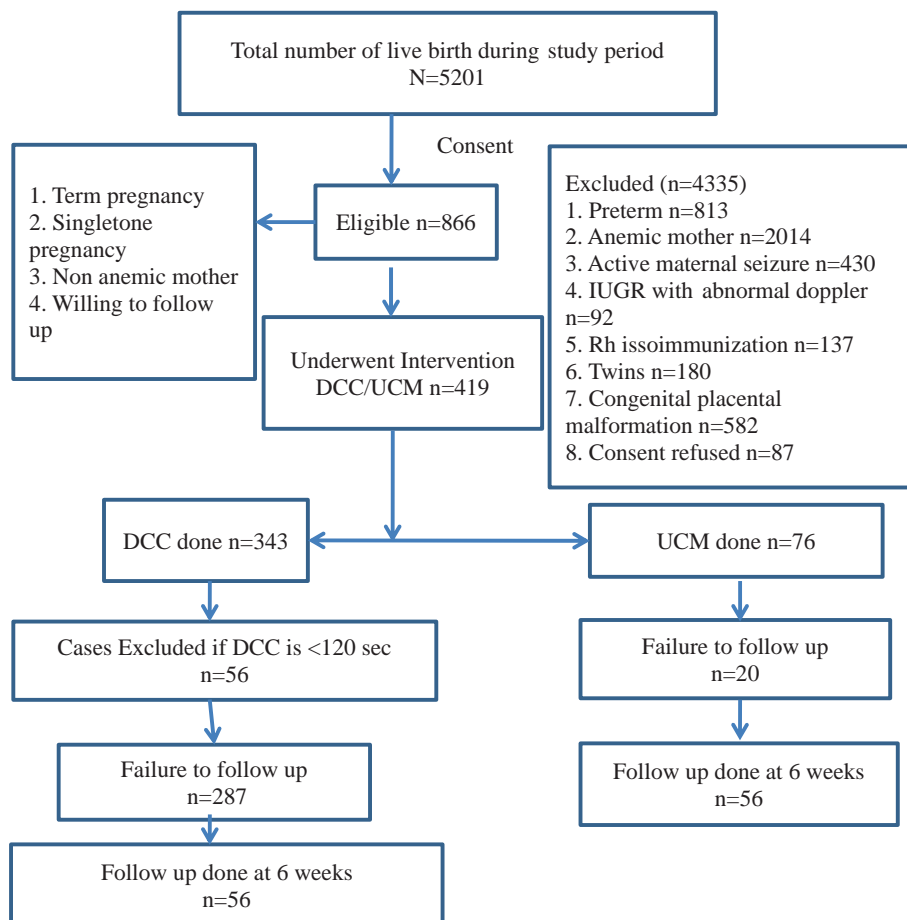 Total number of live birth during study period
N=5201
Consent
1. Term pregnancy
2. Singletone
pregnancy
3. Non anemic mother
4. Willing to follow
up
Eligible n=866
Excluded (n=4335)
1. Preterm n=813
2. Anemic mother n=2014
3. Active maternal seizure n=430
4. IUGR with abnormal doppler
n=92
5. Rh issoimmunization n=137
6. Twins n=180
7. Congenital placental
malformation n=582
8. Consent refused n=87
Underwent Intervention
DCC/UCM n=419
DCC done n=343
UCM done n=76
Cases Excluded if DCC is <120 sec
n=56
Failure to follow up
n=20
Failure to follow up
n=287
Follow up done at 6 weeks
n=56
Follow up done at 6 weeks
n=56